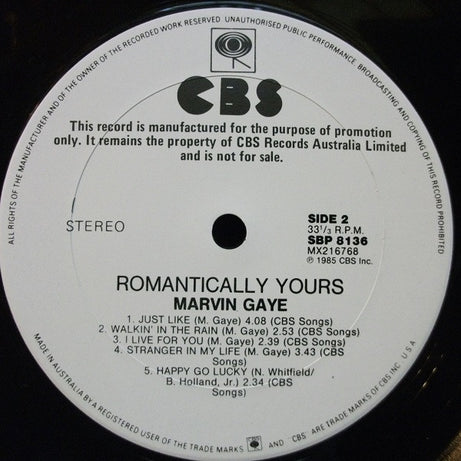 ALL RIGHTS OF THE MANUFACTURER AND OF THE OWNER OF THE RECORDED WORK RESERVED UNAUTHORISED PUBLIC PERFORMANCE, BROADCASTING AND COPYING OF THIS RECORD PROHIBITED
CBS
This record is manufactured for the purpose of promotion
only. It remains the property of CBS Records Australia Limited
and is not for sale.
STEREO
SIDE 2
33¹/₃ R.P.M.
SBP 8136
MX216768
℗ 1985 CBS Inc.
ROMANTICALLY YOURS
MARVIN GAYE
1. JUST LIKE (M. Gaye) 4.08 (CBS Songs)
2. WALKIN' IN THE RAIN (M. Gaye) 2.53 (CBS Songs)
3. I LIVE FOR YOU (M. Gaye) 2.39 (CBS Songs)
4. STRANGER IN MY LIFE (M. Gaye) 3.43 (CBS
Songs)
5. HAPPY GO LUCKY (N. Whitfield/
B. Holland, Jr.) 2.34 (CBS
Songs)
MADE IN AUSTRALIA BY A REGISTERED USER OF THE TRADE MARKS AND 'CBS' ARE TRADE MARKS OF CBS INC. U S A